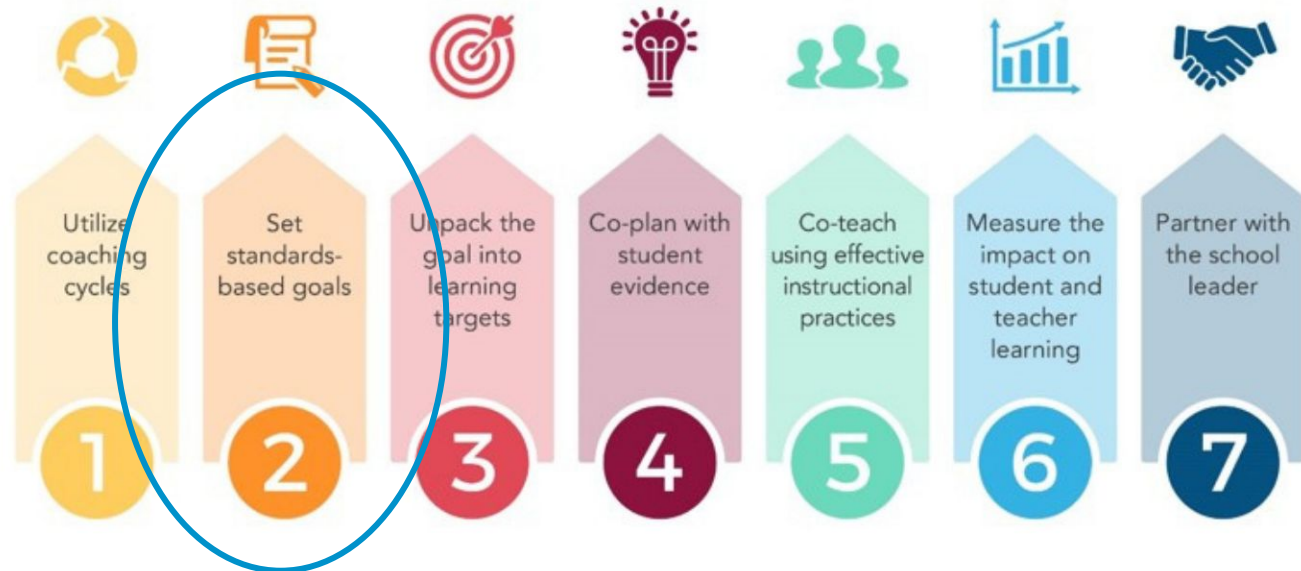 Utilize
coaching
cycles
1
Set
standards-
based goals
2
Unpack the
goal into
learning
targets
3
Co-plan with
student
evidence
4
Co-teach
using effective
instructional
practices
5
Measure the
impact on
student and
teacher
learning
6
Partner with
the school
leader
7